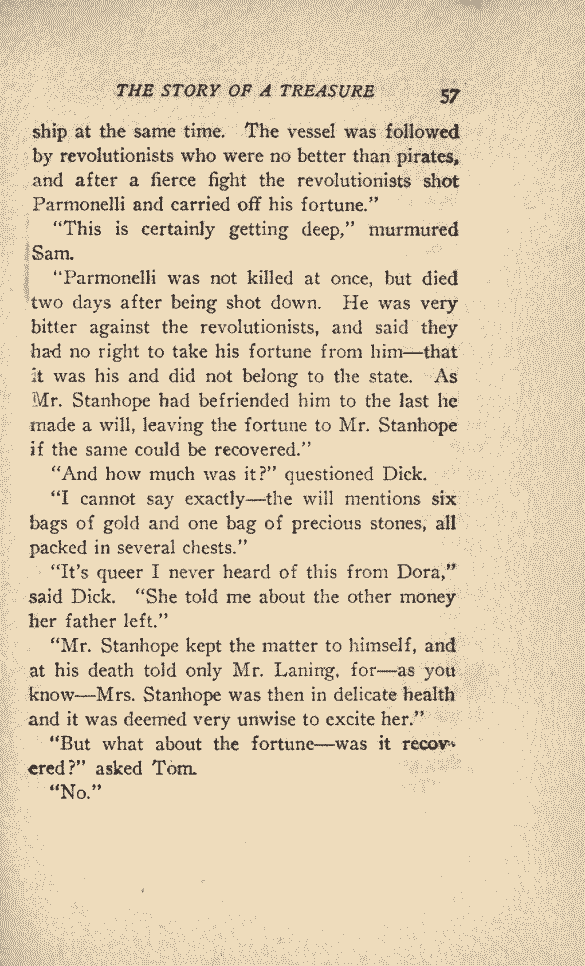 THE STORY OF A TREASURE 57
ship at the same time. The vessel was followed
by revolutionists who were no better than pirates,
and after a fierce fight the revolutionists shot
Parmonelli and carried off his fortune.”
“This is certainly getting deep,” murmured
Sam.
“Parmonelli was not killed at once, but died
two days after being shot down. He was very
bitter against the revolutionists, and said they
had no right to take his fortune from him—that
it was his and did not belong to the state. As
Mr. Stanhope had befriended him to the last he
made a will, leaving the fortune to Mr. Stanhope
if the same could be recovered.”
“And how much was it?” questioned Dick.
“I cannot say exactly—the will mentions six
bags of gold and one bag of precious stones, all
packed in several chests.”
“It’s queer I never heard of this from Dora,”
said Dick. “She told me about the other money
her father left.”
“Mr. Stanhope kept the matter to himself, and
at his death told only Mr. Laning, for—as you
know—Mrs. Stanhope was then in delicate health
and it was deemed very unwise to excite her.”
“But what about the fortune—was it recov-
ered?” asked Tom.
“No.”